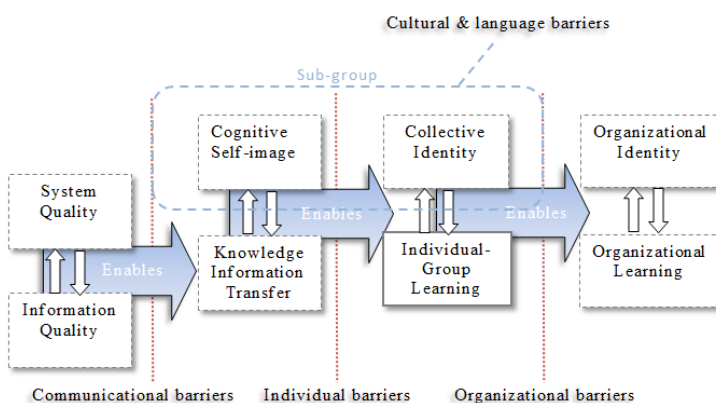 Cultural & language barriers
Sub-group
Cognitive
Self-image
Collective
Identity
Organizational
Identity
System
Quality
Enables
Enables
Knowledge
Information
Transfer
Individual-
Group
Learning
Organizational
Learning
Enables
Information
Quality
Communicational barriers
Individual barriers
Organizational barriers